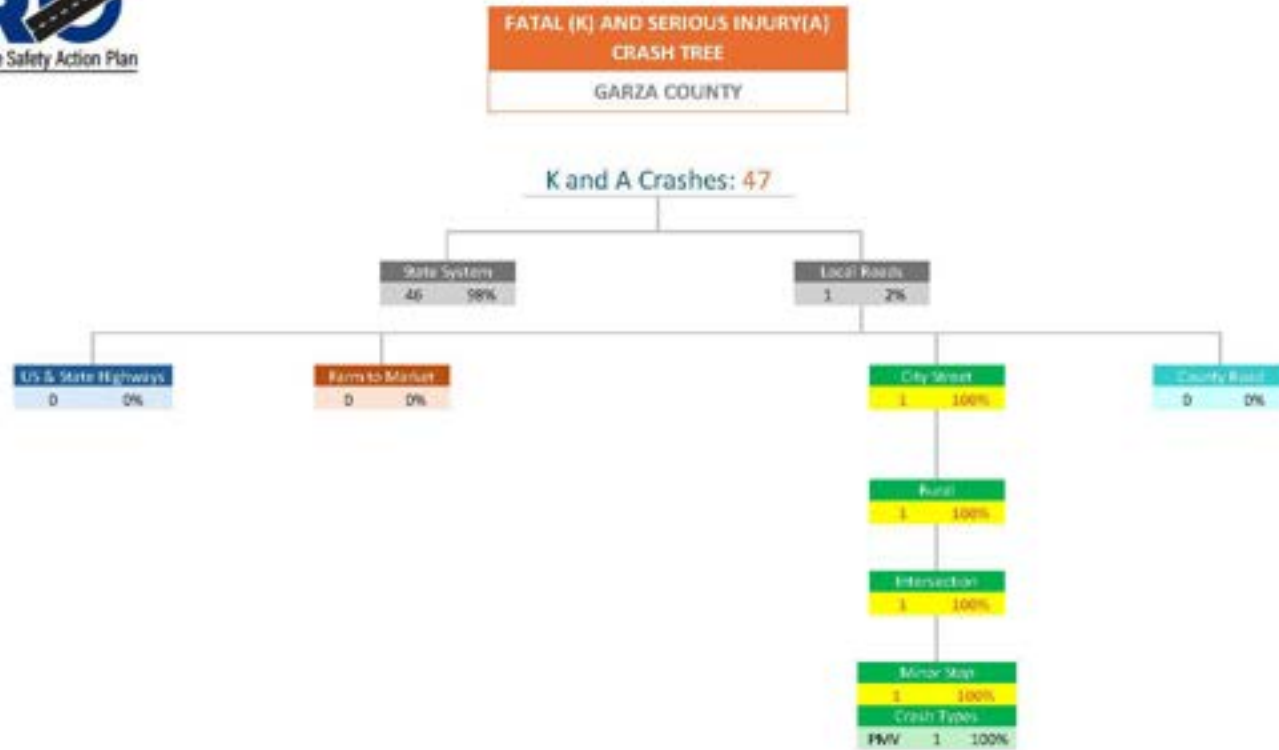 Safety Action Plan
FATAL (K) AND SERIOUS INJURY(A)
CRASH TREE
GARZA COUNTY
K and A Crashes: 47
State System
46 98%
Local Roads
1 2%
US & State Highways
0 0%
Farm to Market
0 0%
City Street
1 100%
County Road
0 0%
Rural
1 100%
Intersection
1 100%
Minor Stop
1 100%
Crash Types
PMV 1 100%